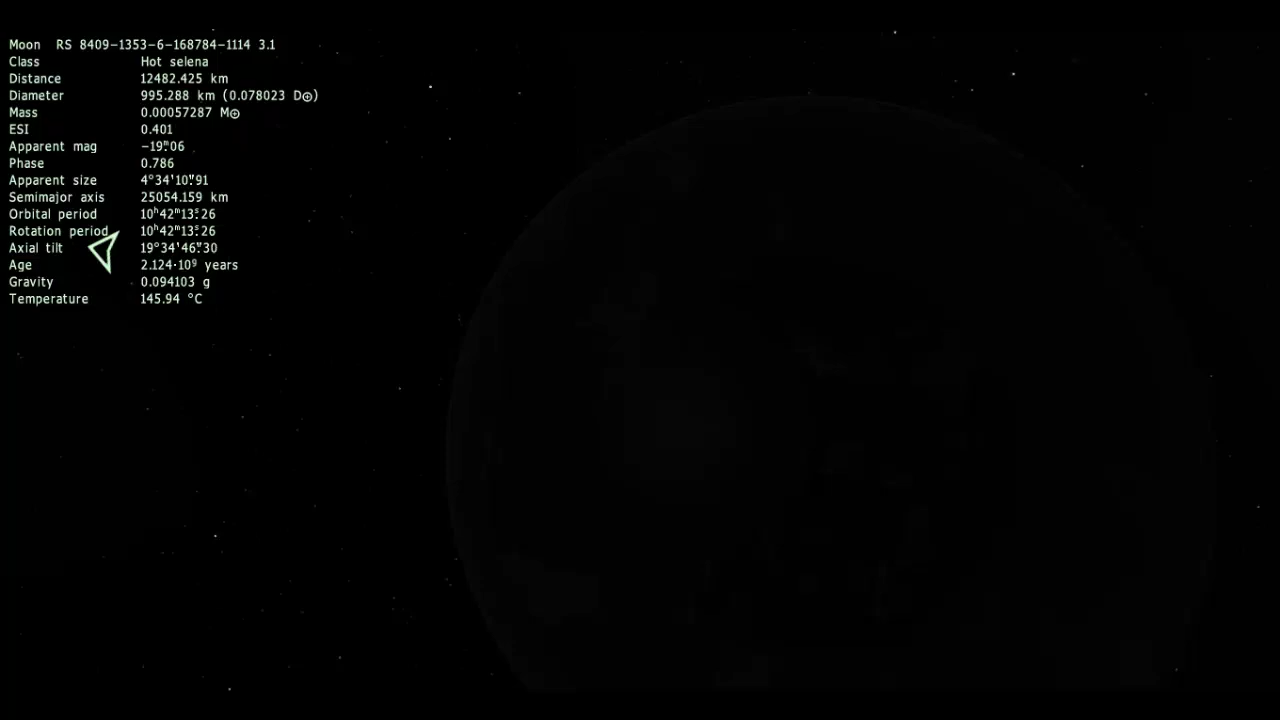 Moon RS 8409-1353-6-168784-1114 3.1
Class Hot selena
Distance 12482.425 km
Diameter 995.288 km (0.078023 D⊕)
Mass 0.00057287 M⊕
ESI 0.401
Apparent mag -19ᵐ.06
Phase 0.786
Apparent size 4°34'10".91
Semimajor axis 25054.159 km
Orbital period 10ʰ42ᵐ13ˢ.26
Rotation period 10ʰ42ᵐ13ˢ.26
Axial tilt 19°34'46".30
Age 2.124·10⁹ years
Gravity 0.094103 g
Temperature 145.94 °C